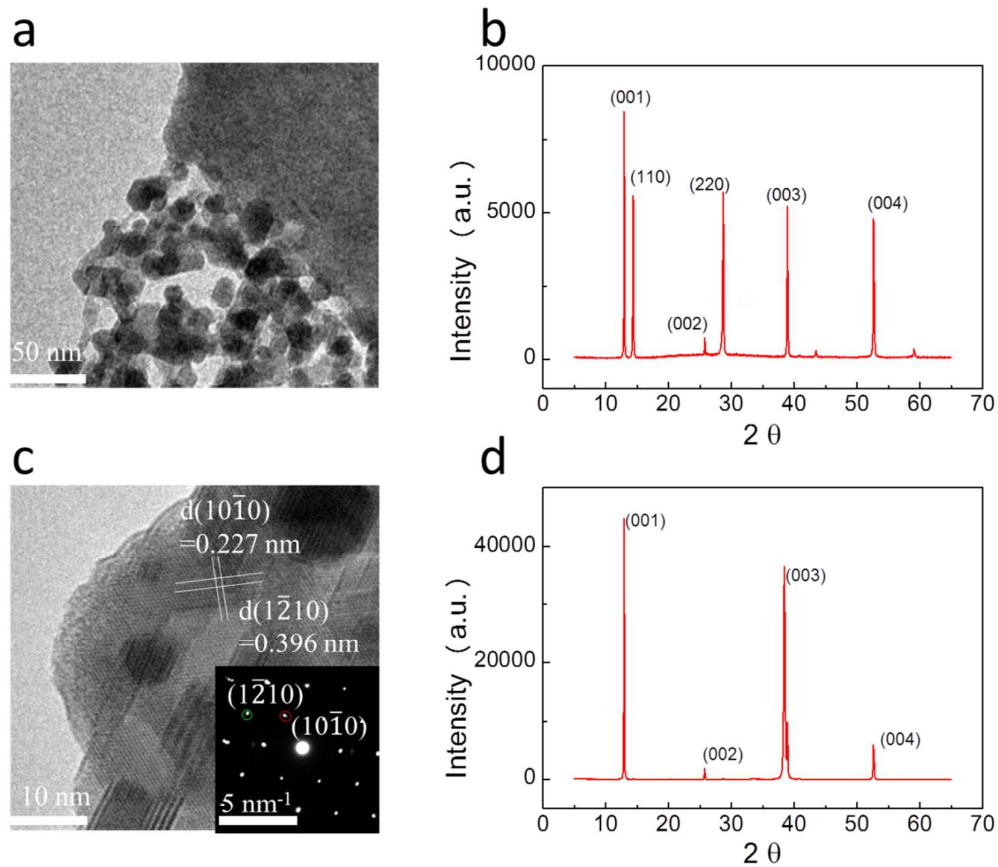 a
50 nm
b
10000
5000
0
Intensity (a.u.)
(001)
(110)
(002)
(220)
(003)
(004)
0 10 20 30 40 50 60 70
2 θ
c
d(101̄0)
=0.227 nm
d(12̄10)
=0.396 nm
(12̄10)
(101̄0)
10 nm
5 nm⁻¹
d
40000
20000
0
Intensity (a.u.)
(001)
(002)
(003)
(004)
0 10 20 30 40 50 60 70
2 θ